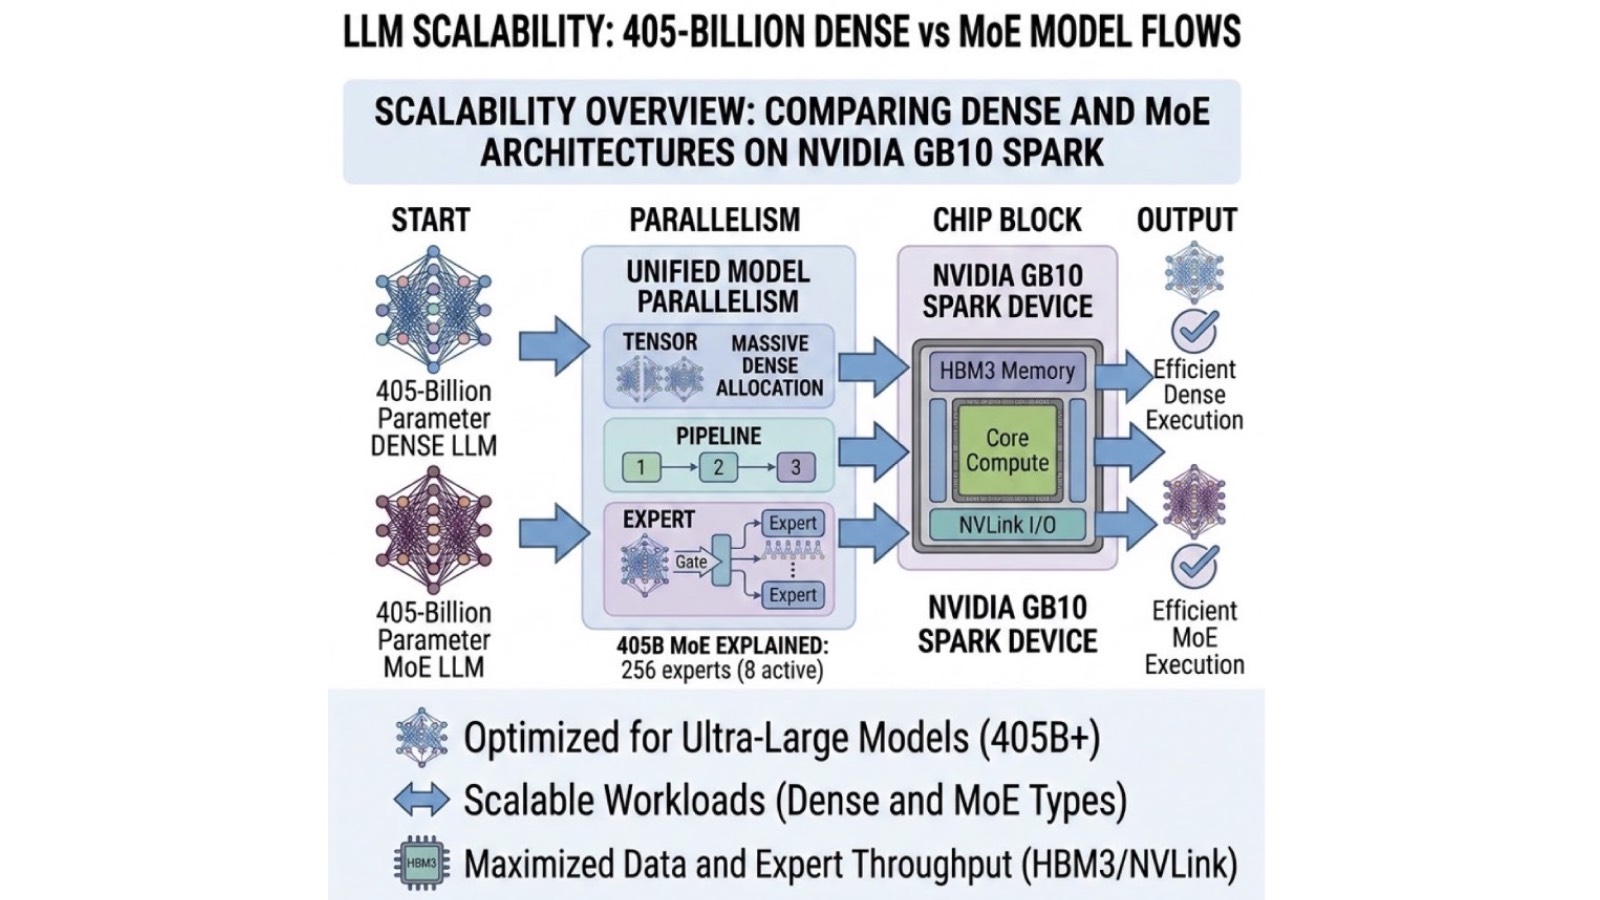 LLM SCALABILITY: 405-BILLION DENSE vs MoE MODEL FLOWS
SCALABILITY OVERVIEW: COMPARING DENSE AND MoE
ARCHITECTURES ON NVIDIA GB10 SPARK
START
405-Billion
Parameter
DENSE LLM
405-Billion
Parameter
MoE LLM
PARALLELISM
UNIFIED MODEL
PARALLELISM
TENSOR
MASSIVE
DENSE
ALLOCATION
PIPELINE
1
2
3
EXPERT
Gate
Expert
Expert
405B MoE EXPLAINED:
256 experts (8 active)
CHIP BLOCK
NVIDIA GB10
SPARK DEVICE
HBM3 Memory
Core
Compute
NVLink I/O
NVIDIA GB10
SPARK DEVICE
OUTPUT
Efficient
Dense
Execution
Efficient
MoE
Execution
Optimized for Ultra-Large Models (405B+)
Scalable Workloads (Dense and MoE Types)
HBM3
Maximized Data and Expert Throughput (HBM3/NVLink)